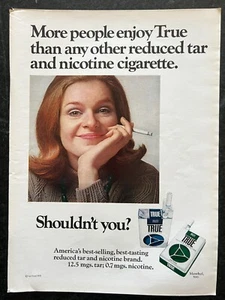 More people enjoy True
than any other reduced tar
and nicotine cigarette.
Shouldn't you?
TRUE
TRUE
TRUE
America's best-selling, best-tasting
reduced tar and nicotine brand.
12.5 mgs. tar; 0.7 mgs. nicotine.